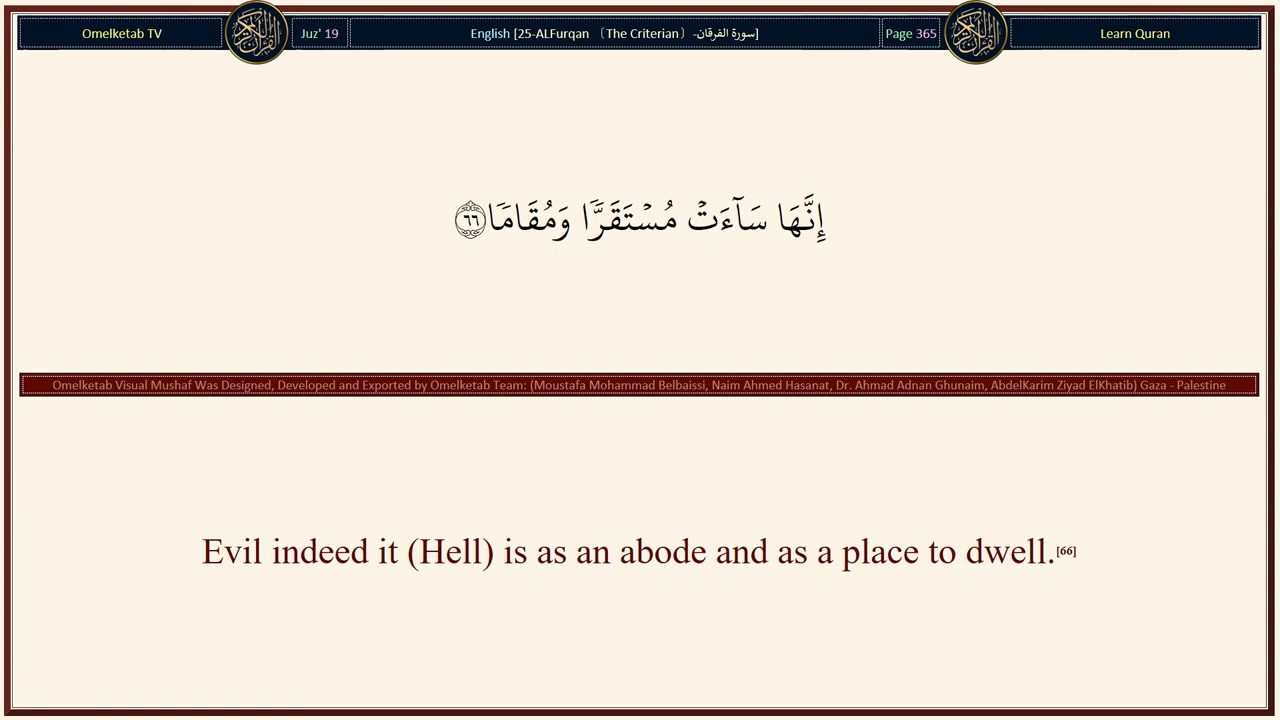 Omelketab TV
Juz' 19
English [25-ALFurqan （The Criterian） -سورة الفرقان]
Page 365
Learn Quran
إِنَّهَا سَآءَتۡ مُسۡتَقَرّٗا وَمُقَامٗا ٦٦
Omelketab Visual Mushaf Was Designed, Developed and Exported by Omelketab Team: (Moustafa Mohammad Belbaissi, Naim Ahmed Hasanat, Dr. Ahmad Adnan Ghunaim, AbdelKarim Ziyad ElKhatib) Gaza - Palestine
Evil indeed it (Hell) is as an abode and as a place to dwell.[66]